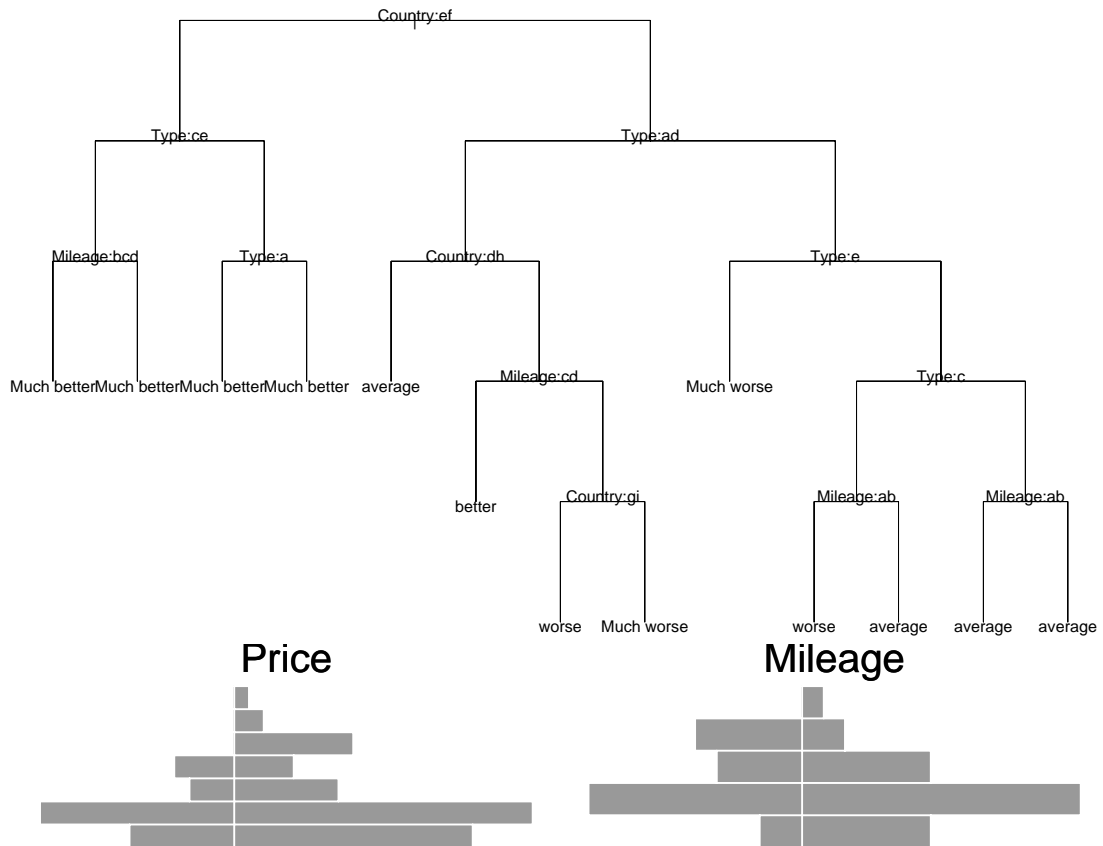 Country:ef
Type:ce Type:ad
Mileage:bcd Type:a Country:dh Type:e
Much better Much better Much better Much better average Mileage:cd Much worse Type:c
better Country:gi Mileage:ab Mileage:ab
worse Much worse worse average average average
Price Mileage